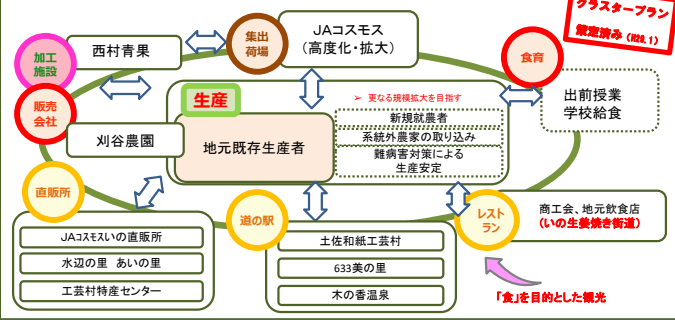 クラスタープラン
策定済み（H28.1）
集出
荷場
JAコスモス
（高度化・拡大）
西村青果
加工
施設
食育
出前授業
学校給食
販売
会社
刈谷農園
生産
➢ 更なる規模拡大を目指す
地元既存生産者
新規就農者
系統外農家の取り込み
難病害対策による
生産安定
直販所
道の駅
レスト
ラン
商工会、地元飲食店
（いの生姜焼き街道）
JAコスモスいの直販所
水辺の里 あいの里
工芸村特産センター
土佐和紙工芸村
633美の里
木の香温泉
「食」を目的とした観光